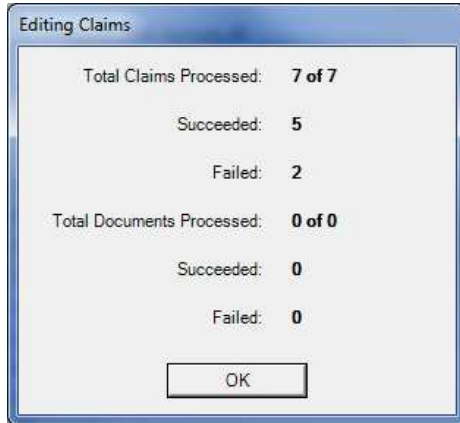 Editing Claims
Total Claims Processed: 7 of 7
Succeeded: 5
Failed: 2
Total Documents Processed: 0 of 0
Succeeded: 0
Failed: 0
OK